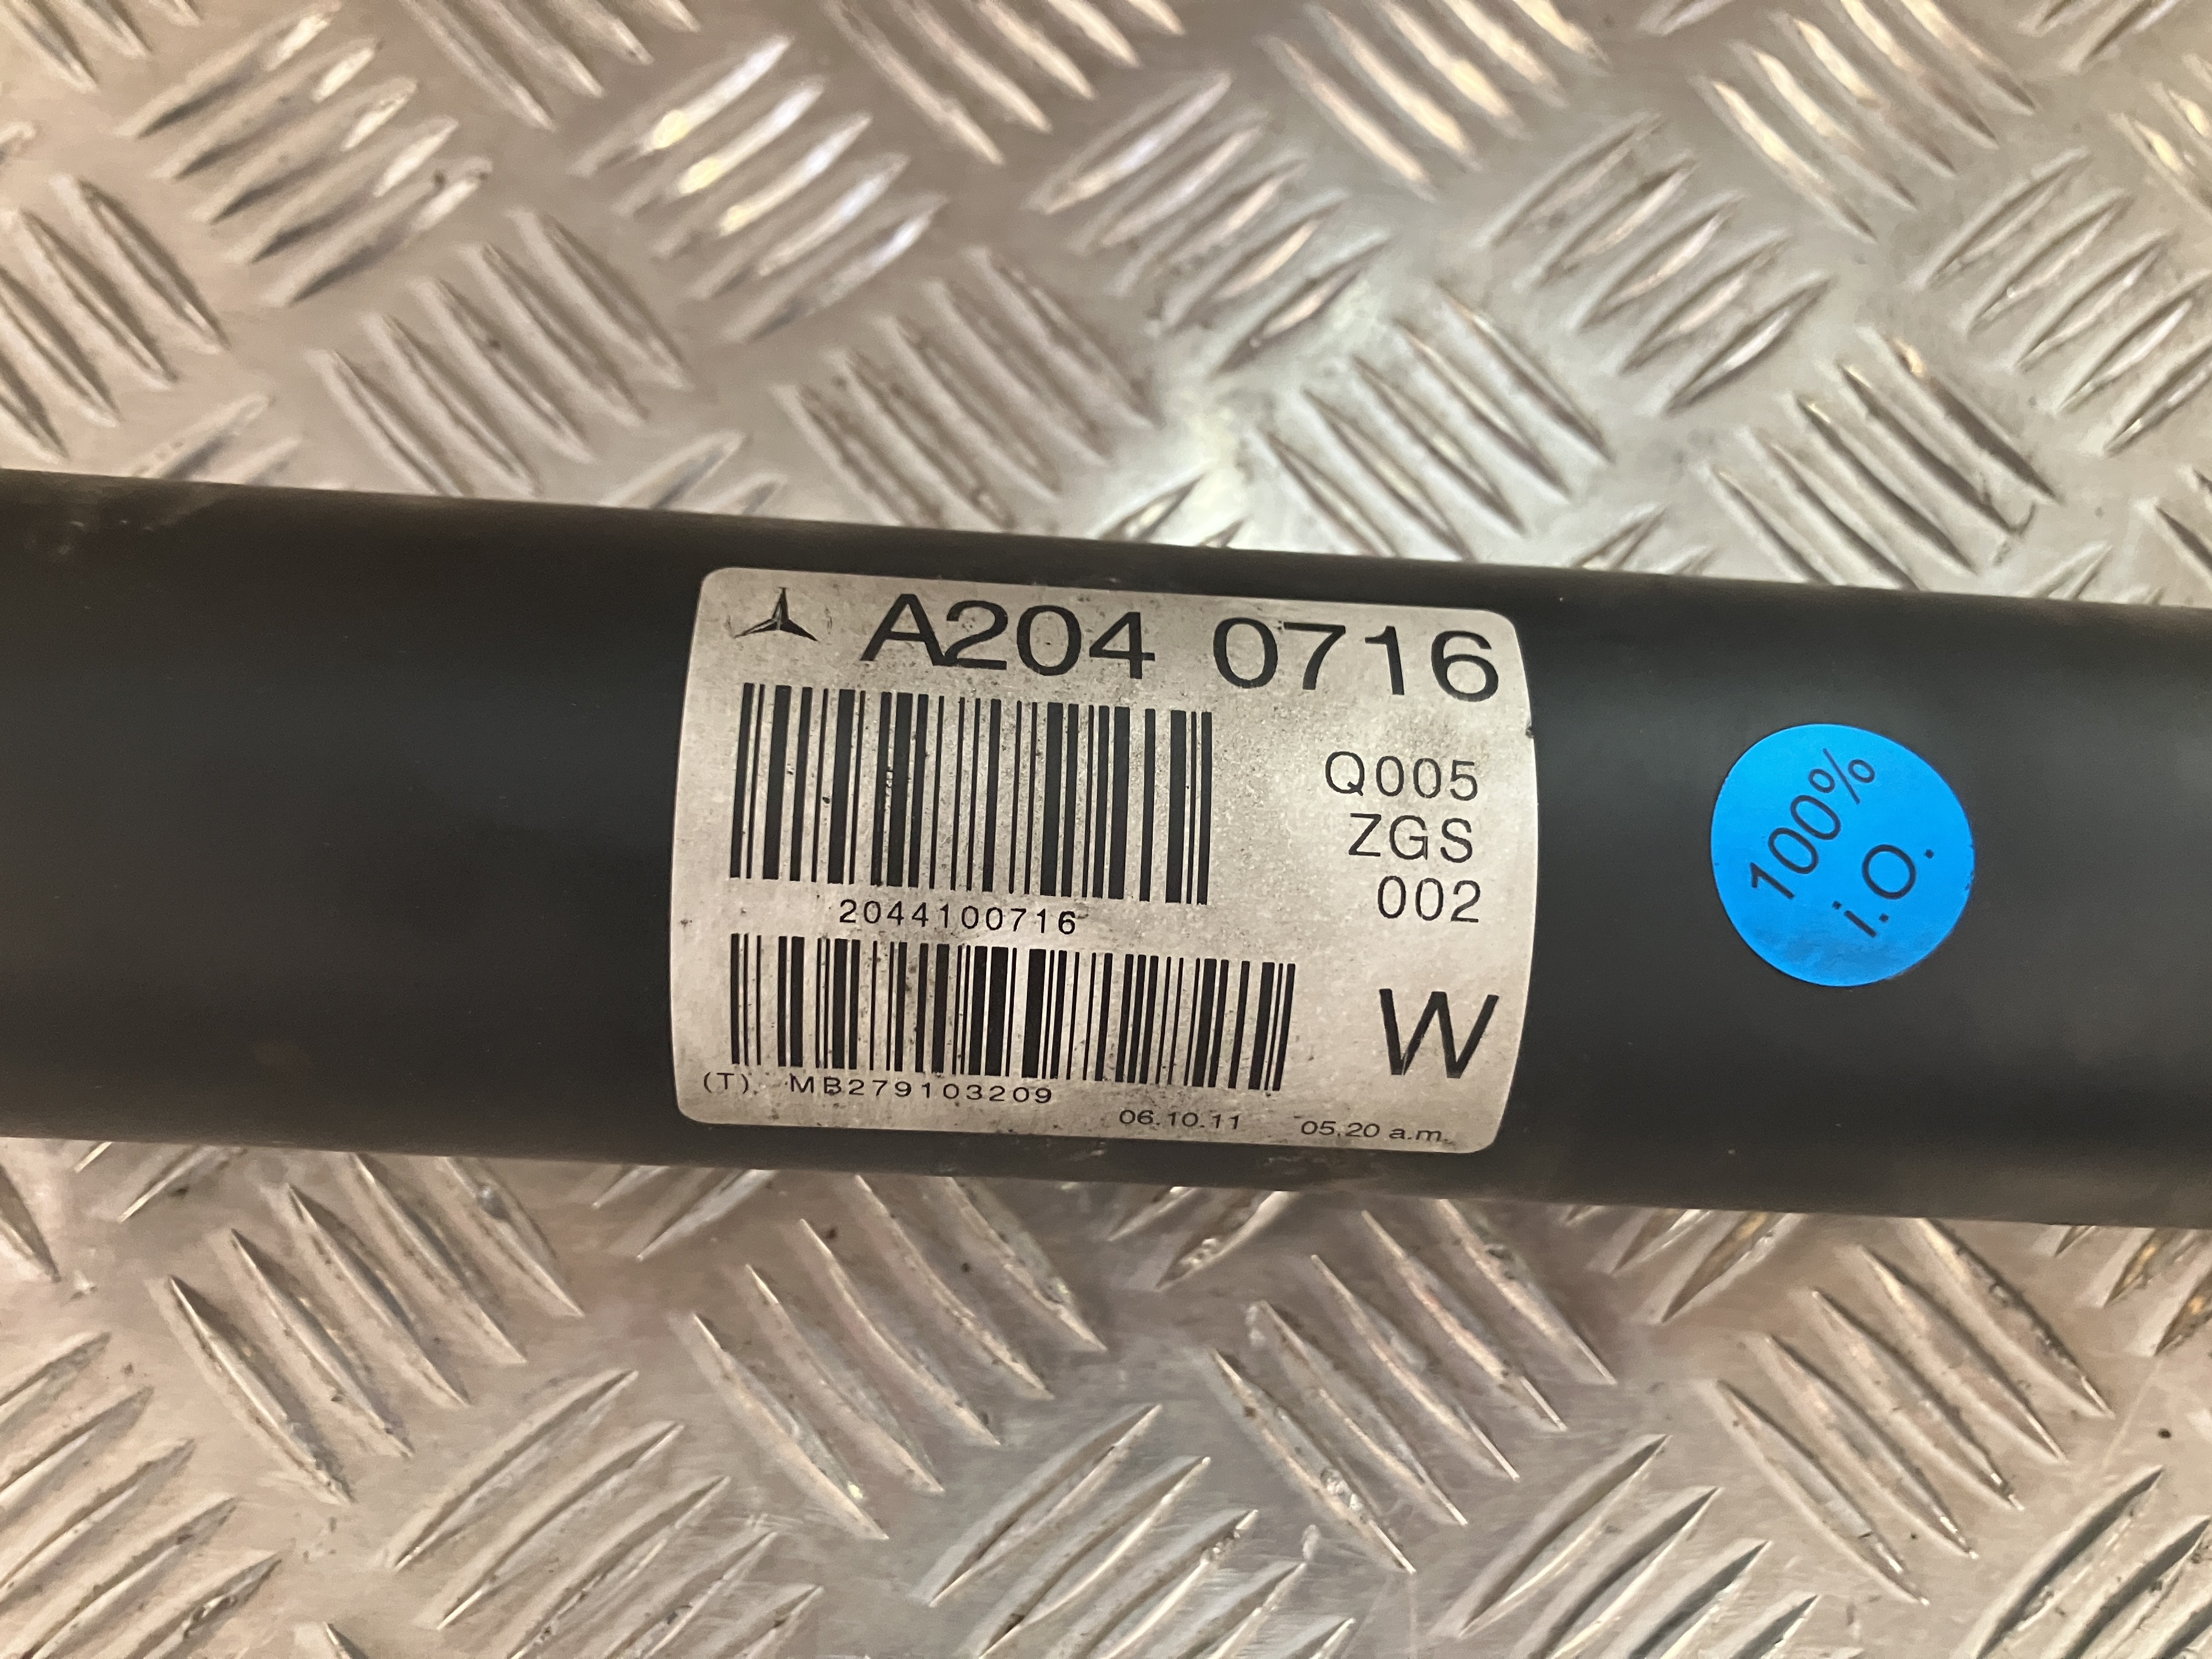 A204 0716
Q005
ZGS
002
2044100716
W
(T) MB279103209
06.10.11 05.20 a.m.
100%
i.O.